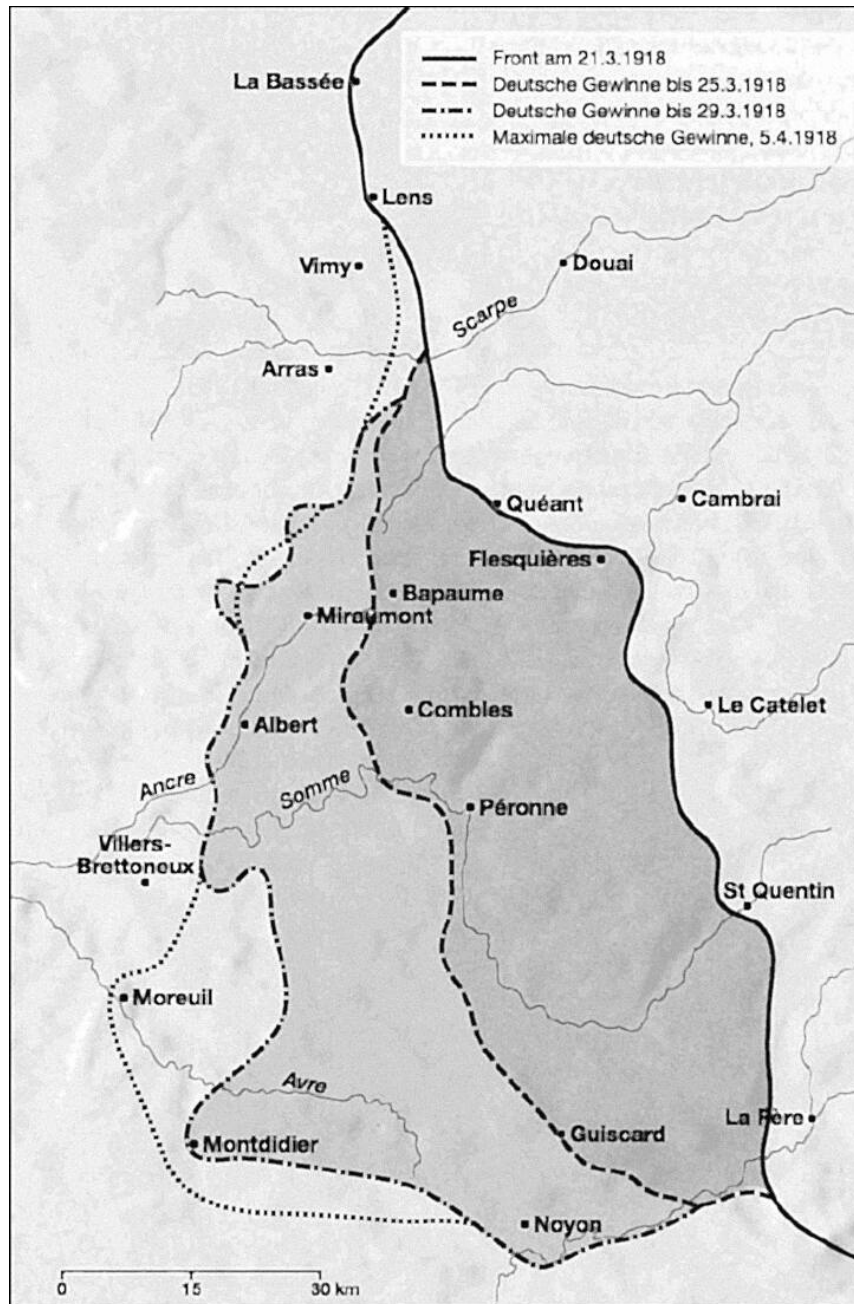 Front am 21.3.1918
Deutsche Gewinne bis 25.3.1918
Deutsche Gewinne bis 29.3.1918
Maximale deutsche Gewinne, 5.4.1918
La Bassée
Lens
Vimy
Douai
Scarpe
Arras
Quéant
Cambrai
Flesquières
Bapaume
Miraumont
Combles
Le Catelet
Albert
Ancre
Somme
Péronne
Villers-
Brettoneux
St Quentin
Moreuil
Avre
La Fère
Guiscard
Montdidier
Noyon
0 15 30 km